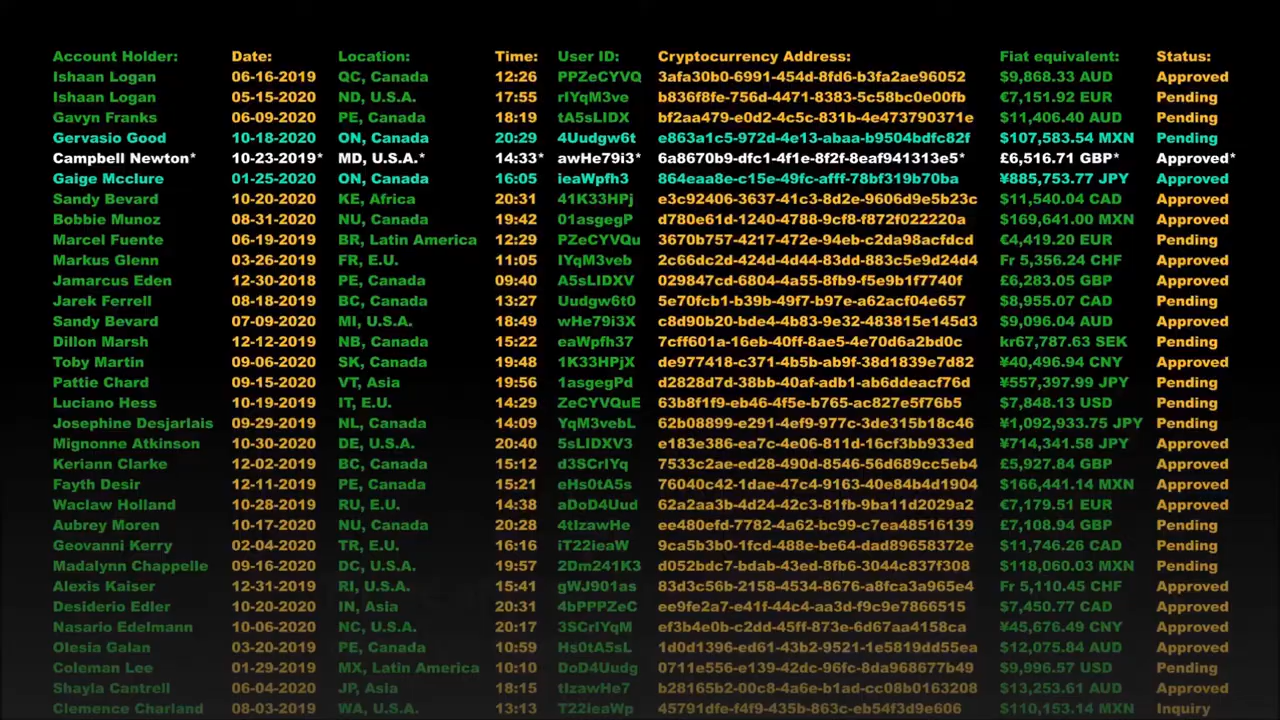 Account Holder: Date: Location: Time: User ID: Cryptocurrency Address: Fiat equivalent: Status:
Ishaan Logan 06-16-2019 QC, Canada 12:26 PPZeCYVQ 3afa30b0-6991-454d-8fd6-b3fa2ae96052 $9,868.33 AUD Approved
Ishaan Logan 05-15-2020 ND, U.S.A. 17:55 rIYqM3ve b836f8fe-756d-4471-8383-5c58bc0e00fb €7,151.92 EUR Pending
Gavyn Franks 06-09-2020 PE, Canada 18:19 tA5sLIDX bf2aa479-e0d2-4c5c-831b-4e473790371e $11,406.40 AUD Pending
Gervasio Good 10-18-2020 ON, Canada 20:29 4Uudgw6t e863a1c5-972d-4e13-abaa-b9504bdfc82f $107,583.54 MXN Pending
Campbell Newton* 10-23-2019* MD, U.S.A.* 14:33* awHe79i3* 6a8670b9-dfc1-4f1e-8f2f-8eaf941313e5* £6,516.71 GBP* Approved*
Gaige Mcclure 01-25-2020 ON, Canada 16:05 ieaWpfh3 864eaa8e-c15e-49fc-afff-78bf319b70ba ¥885,753.77 JPY Approved
Sandy Bevard 10-20-2020 KE, Africa 20:31 41K33HPj e3c92406-3637-41c3-8d2e-9606d9e5b23c $11,540.04 CAD Approved
Bobbie Munoz 08-31-2020 NU, Canada 19:42 01asgegP d780e61d-1240-4788-9cf8-f872f022220a $169,641.00 MXN Pending
Marcel Fuente 06-19-2019 BR, Latin America 12:29 PZeCYVQu 3670b757-4217-472e-94eb-c2da98acfdcd €4,419.20 EUR Pending
Markus Glenn 03-26-2019 FR, E.U. 11:05 IYqM3veb 2c66dc2d-424d-4d44-83dd-883c5e9d24d4 Fr 5,356.24 CHF Approved
Jamarcus Eden 12-30-2018 PE, Canada 09:40 A5sLIDXV 029847cd-6804-4a55-8fb9-f5e9b1f7740f £6,283.05 GBP Approved
Jarek Ferrell 08-18-2019 BC, Canada 13:27 Uudgw6t0 5e70fcb1-b39b-49f7-b97e-a62acf04e657 $8,955.07 CAD Pending
Sandy Bevard 07-09-2020 MI, U.S.A. 18:49 wHe79i3X c8d90b20-bde4-4b83-9e32-483815e145d3 $9,096.04 AUD Approved
Dillon Marsh 12-12-2019 NB, Canada 15:22 eaWpfh37 7cff601a-16eb-40ff-8ae5-4e70d6a2bd0c kr67,787.63 SEK Pending
Toby Martin 09-06-2020 SK, Canada 19:48 1K33HPjX de977418-c371-4b5b-ab9f-38d1839e7d82 ¥40,496.94 CNY Approved
Pattie Chard 09-15-2020 VT, Asia 19:56 1asgegPd d2828d7d-38bb-40af-adb1-ab6ddeacf76d ¥557,397.99 JPY Pending
Luciano Hess 10-19-2019 IT, E.U. 14:29 ZeCYVQuE 63b8f1f9-eb46-4f5e-b765-ac827e5f76b5 $7,848.13 USD Pending
Josephine Desjarlais 09-29-2019 NL, Canada 14:09 YqM3vebL 62b08899-e291-4ef9-977c-3de315b18c46 ¥1,092,933.75 JPY Pending
Mignonne Atkinson 10-30-2020 DE, U.S.A. 20:40 5sLIDXV3 e183e386-ea7c-4e06-811d-16cf3bb933ed ¥714,341.58 JPY Approved
Keriann Clarke 12-02-2019 BC, Canada 15:12 d3SCrIYq 7533c2ae-ed28-490d-8546-56d689cc5eb4 £5,927.84 GBP Approved
Fayth Desir 12-11-2019 PE, Canada 15:21 eHs0tA5s 76040c42-1dae-47c4-9163-40e84b4d1904 $166,441.14 MXN Approved
Waclaw Holland 10-28-2019 RU, E.U. 14:38 aDoD4Uud 62a2aa3b-4d24-42c3-81fb-9ba11d2029a2 €7,179.51 EUR Approved
Aubrey Moren 10-17-2020 NU, Canada 20:28 4tIzawHe ee480efd-7782-4a62-bc99-c7ea48516139 £7,108.94 GBP Pending
Geovanni Kerry 02-04-2020 TR, E.U. 16:16 iT22ieaW 9ca5b3b0-1fcd-488e-be64-dad89658372e $11,746.26 CAD Pending
Madalynn Chappelle 09-16-2020 DC, U.S.A. 19:57 2Dm241K3 d052bdc7-bdab-43ed-8fb6-3044c837f308 $118,060.03 MXN Pending
Alexis Kaiser 12-31-2019 RI, U.S.A. 15:41 gWJ901as 83d3c56b-2158-4534-8676-a8fca3a965e4 Fr 5,110.45 CHF Approved
Desiderio Edler 10-20-2020 IN, Asia 20:31 4bPPPZeC ee9fe2a7-e41f-44c4-aa3d-f9c9e7866515 $7,450.77 CAD Approved
Nasario Edelmann 10-06-2020 NC, U.S.A. 20:17 3SCrIYqM ef3b4e0b-c2dd-45ff-873e-6d67aa4158ca ¥45,676.49 CNY Approved
Olesia Galan 03-20-2019 PE, Canada 10:59 Hs0tA5sL 1d0d1396-ed61-43b2-9521-1e5819dd55ea $12,075.84 AUD Approved
Coleman Lee 01-29-2019 MX, Latin America 10:10 DoD4Uudg 0711e556-e139-42dc-96fc-8da968677b49 $9,996.57 USD Pending
Shayla Cantrell 06-04-2020 JP, Asia 18:15 tIzawHe7 b28165b2-00c8-4a6e-b1ad-cc08b0163208 $13,253.61 AUD Approved
Clemence Charland 08-03-2019 WA, U.S.A. 13:13 T22ieaWp 45791dfe-f4f9-435b-863c-eb54f3d9e606 $110,153.14 MXN Inquiry